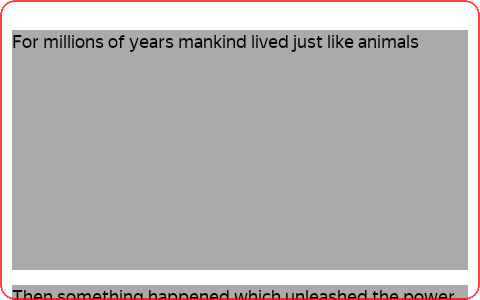 For millions of years mankind lived just like animals
Then something happened which unleashed the power